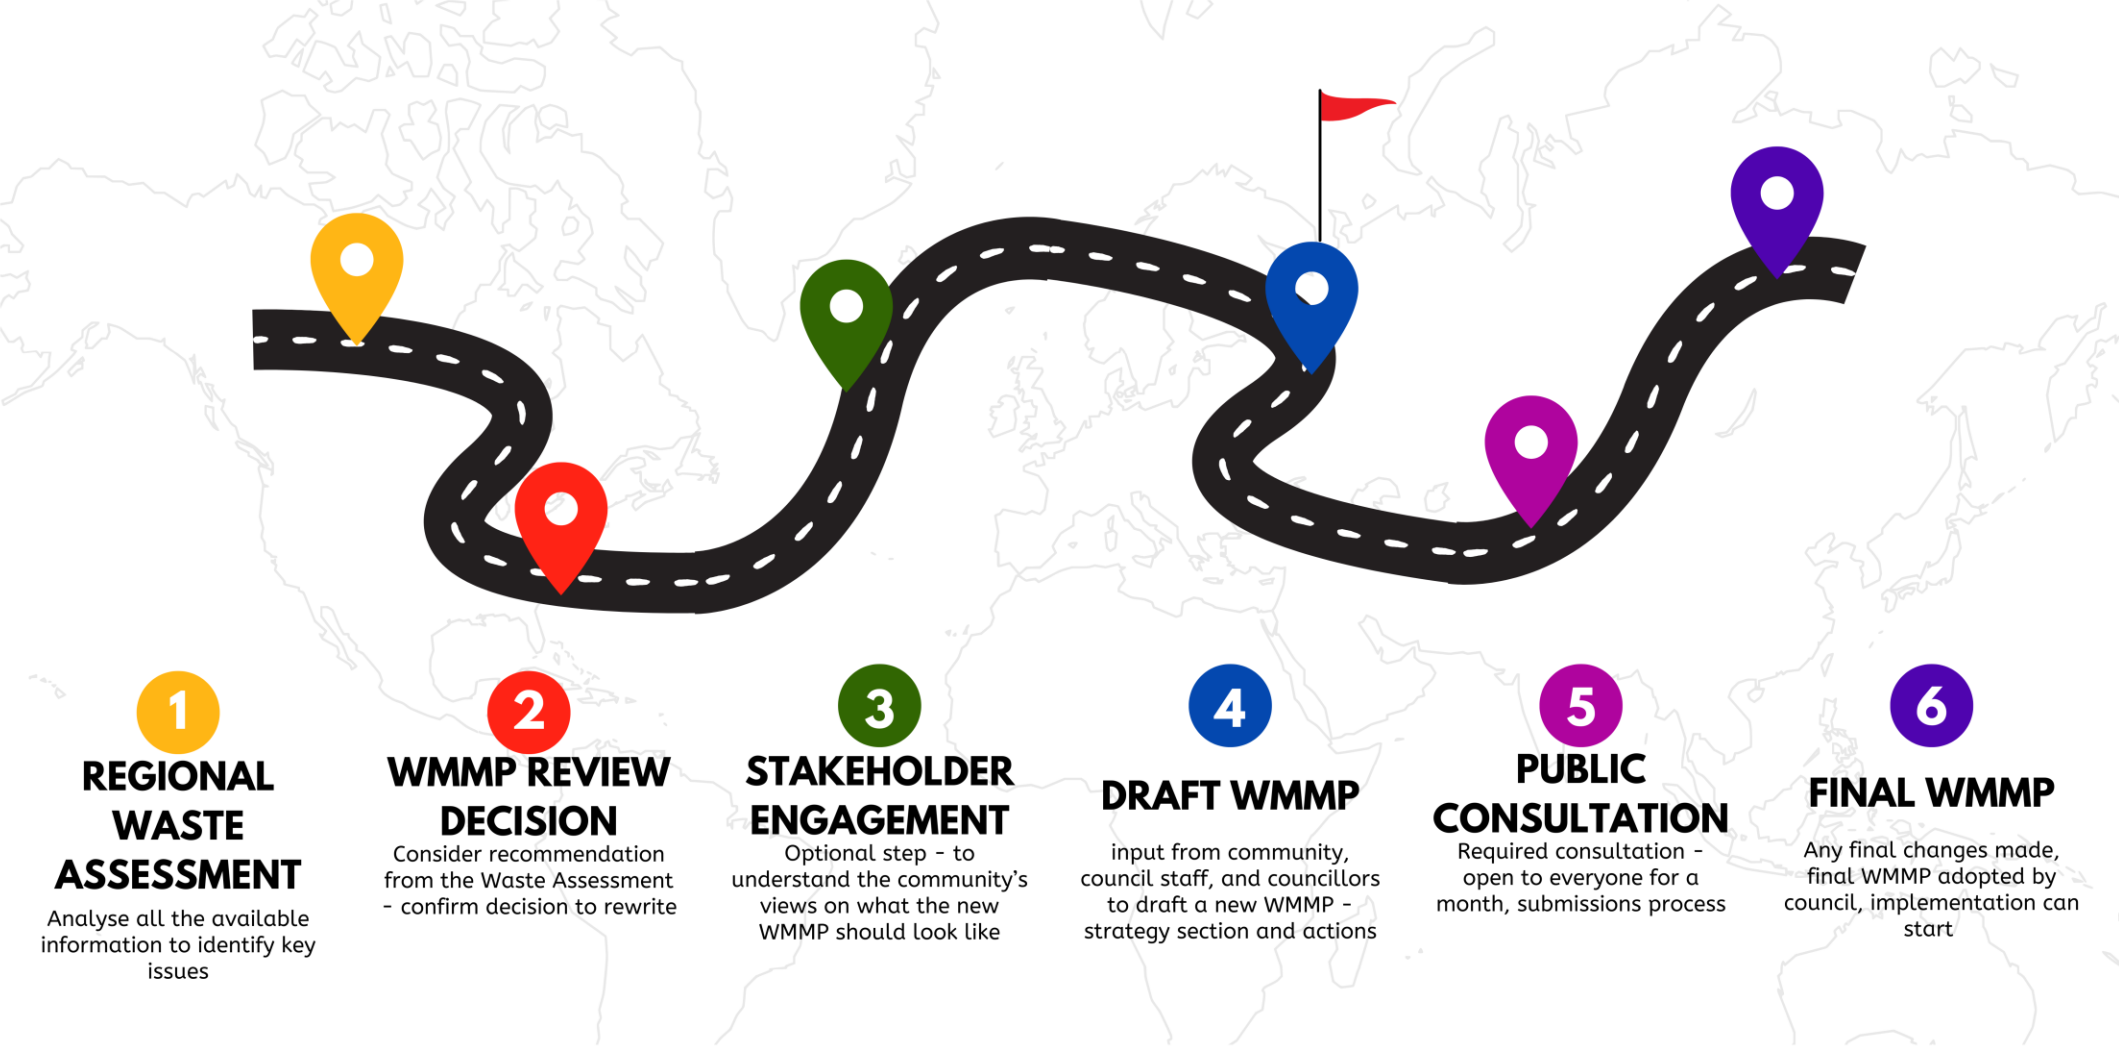 1
REGIONAL
WASTE
ASSESSMENT
Analyse all the available
information to identify key
issues
2
WMMP REVIEW
DECISION
Consider recommendation
from the Waste Assessment
- confirm decision to rewrite
3
STAKEHOLDER
ENGAGEMENT
Optional step - to
understand the community’s
views on what the new
WMMP should look like
4
DRAFT WMMP
input from community,
council staff, and councillors
to draft a new WMMP -
strategy section and actions
5
PUBLIC
CONSULTATION
Required consultation -
open to everyone for a
month, submissions process
6
FINAL WMMP
Any final changes made,
final WMMP adopted by
council, implementation can
start